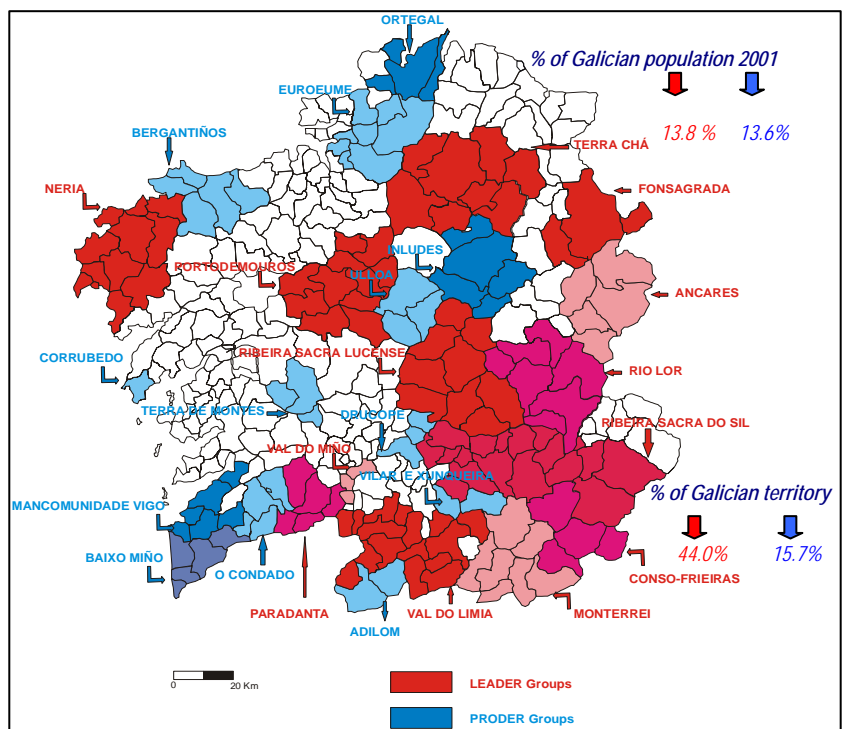 ORTEGAL
% of Galician population 2001
EUROEUME
13.8 %
13.6%
BERGANTIÑOS
TERRA CHÁ
NERIA
FONSAGRADA
INLUDES
PORTODEMOUROS
ULLOA
ANCARES
RIBEIRA SACRA LUCENSE
CORRUBEDO
RIO LOR
TERRA DE MONTES
DRUCOPE
RIBEIRA SACRA DO SIL
VAL DO MIÑO
VILAR E XUNQUEIRA
% of Galician territory
MANCOMUNIDADE VIGO
44.0%
15.7%
BAIXO MIÑO
O CONDADO
CONSO-FRIEIRAS
PARADANTA
VAL DO LIMIA
MONTERREI
ADILOM
0
20 Km
LEADER Groups
PRODER Groups